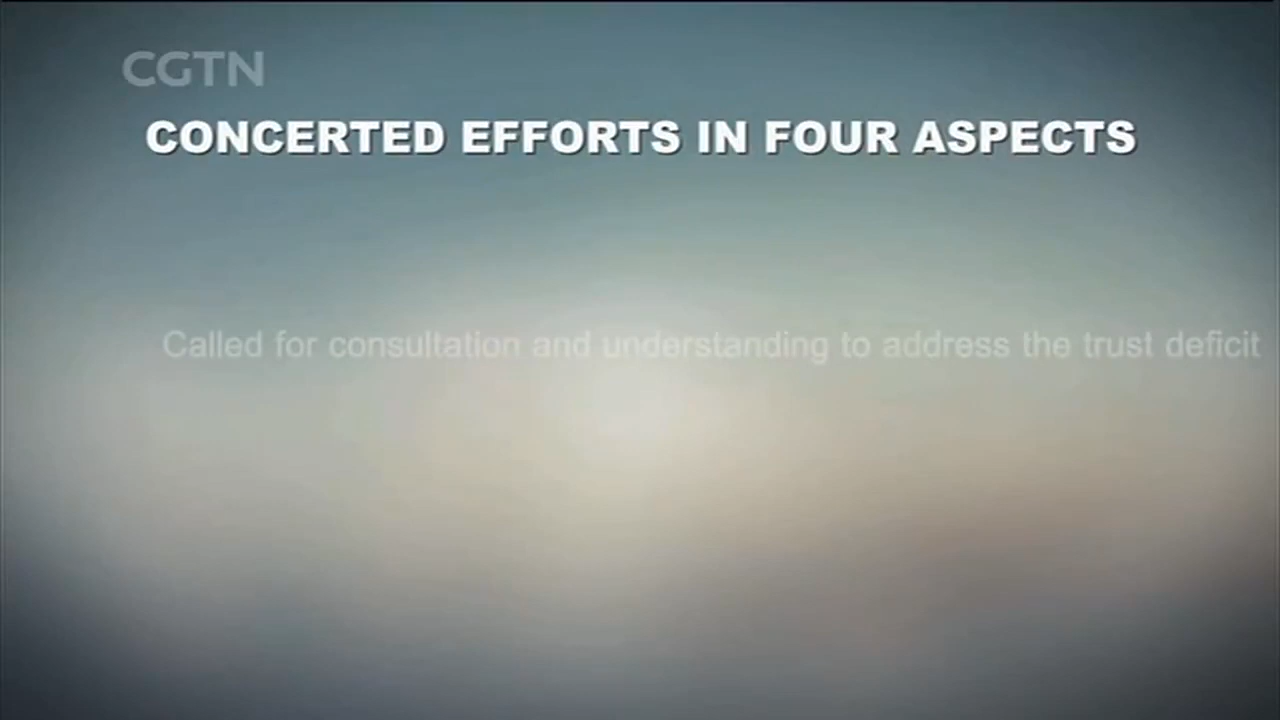 CGTN
CONCERTED EFFORTS IN FOUR ASPECTS
Called for consultation and understanding to address the trust deficit